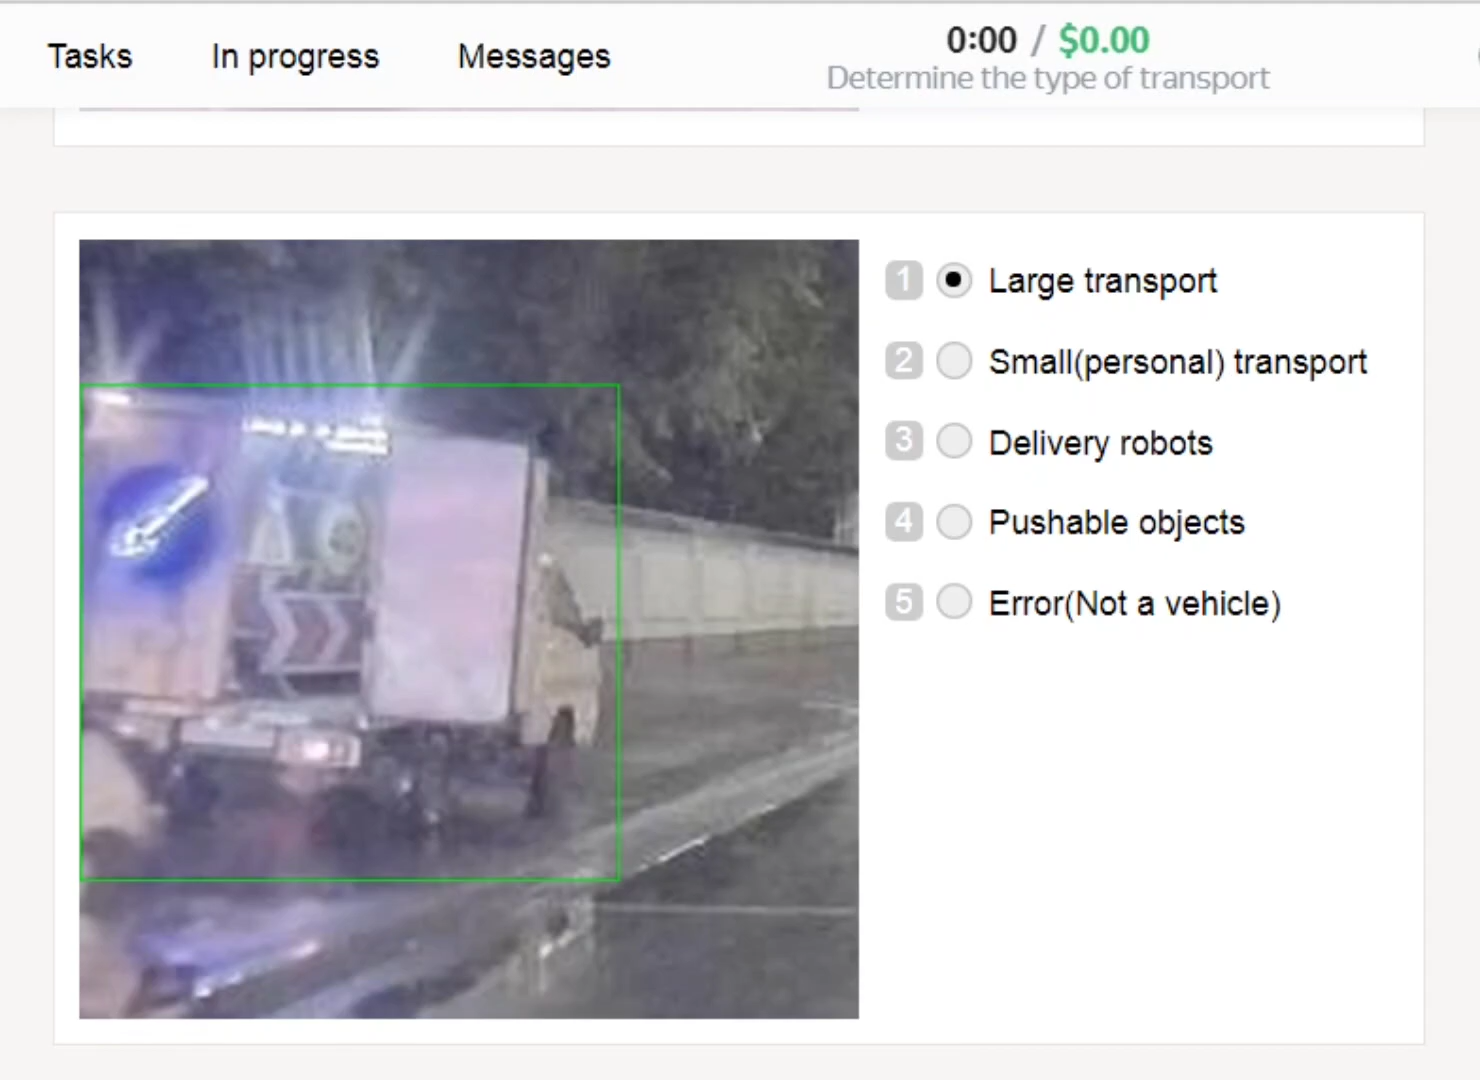 Tasks In progress Messages
0:00 / $0.00
Determine the type of transport
1 Large transport
2 Small(personal) transport
3 Delivery robots
4 Pushable objects
5 Error(Not a vehicle)